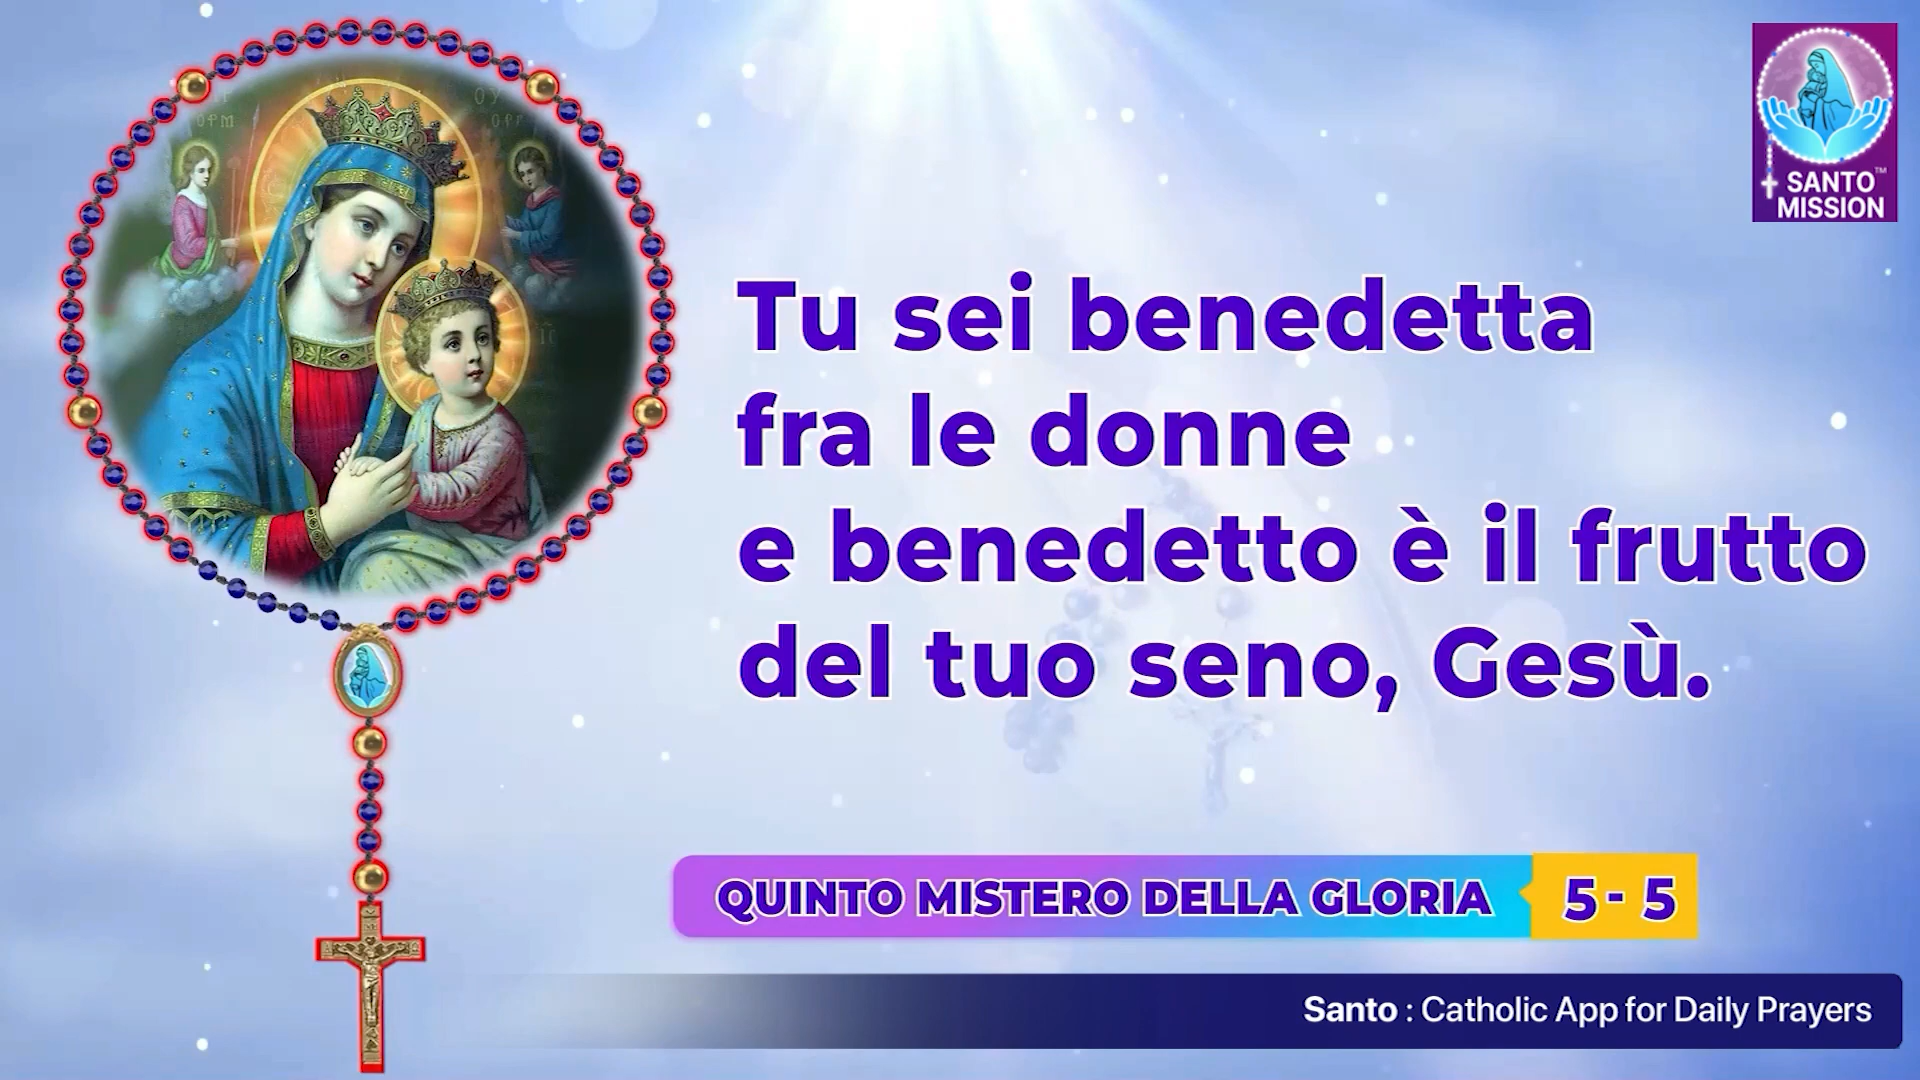 SANTO™
MISSION
Tu sei benedetta
fra le donne
e benedetto è il frutto
del tuo seno, Gesù.
QUINTO MISTERO DELLA GLORIA 5 - 5
Santo : Catholic App for Daily Prayers